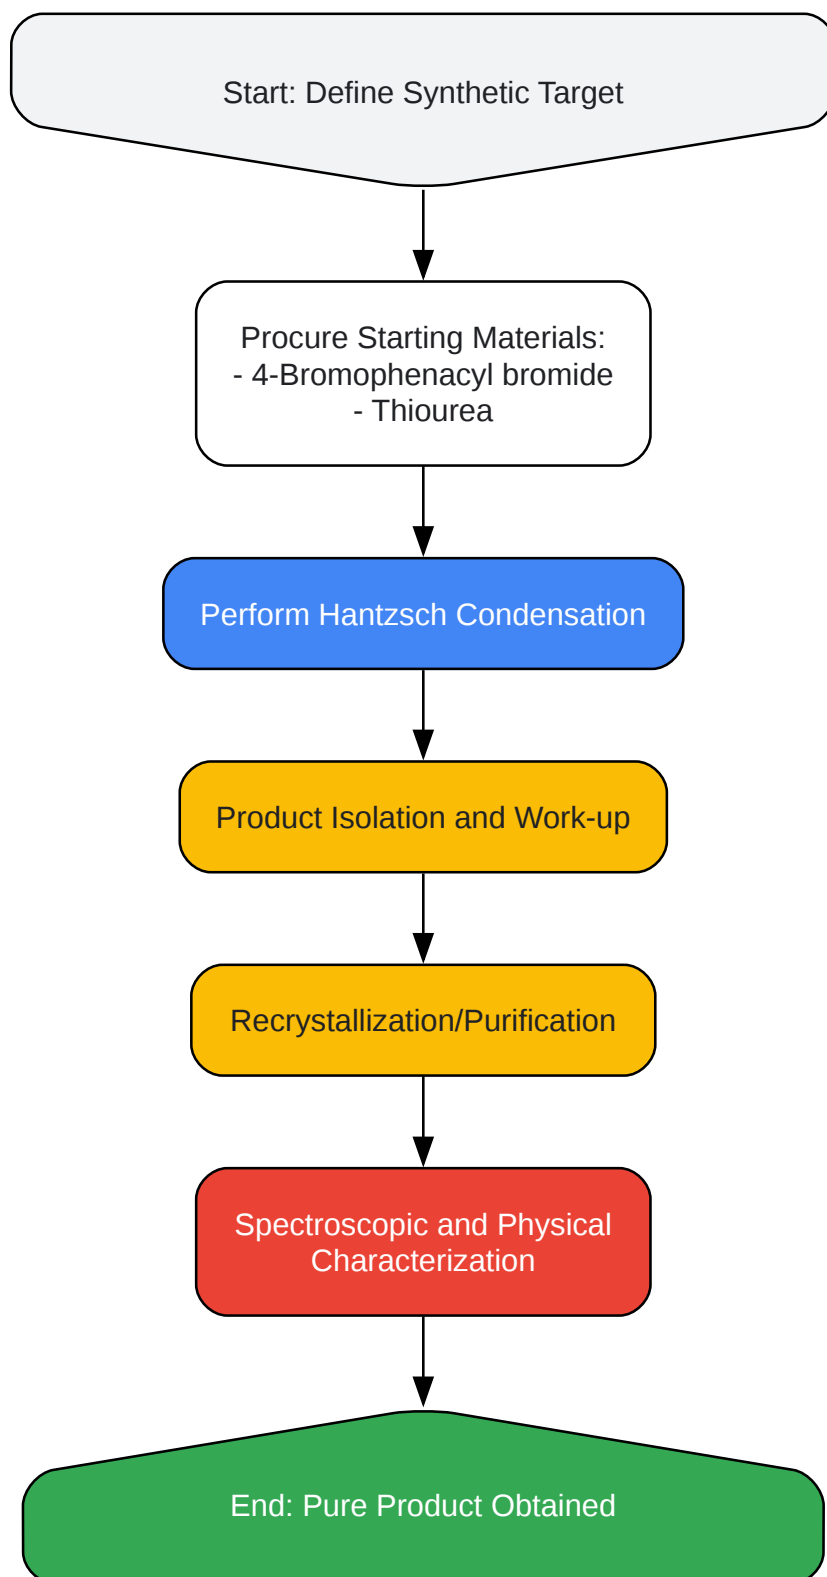 Start: Define Synthetic Target
Procure Starting Materials:
- 4-Bromophenacyl bromide
- Thiourea
Perform Hantzsch Condensation
Product Isolation and Work-up
Recrystallization/Purification
Spectroscopic and Physical
Characterization
End: Pure Product Obtained